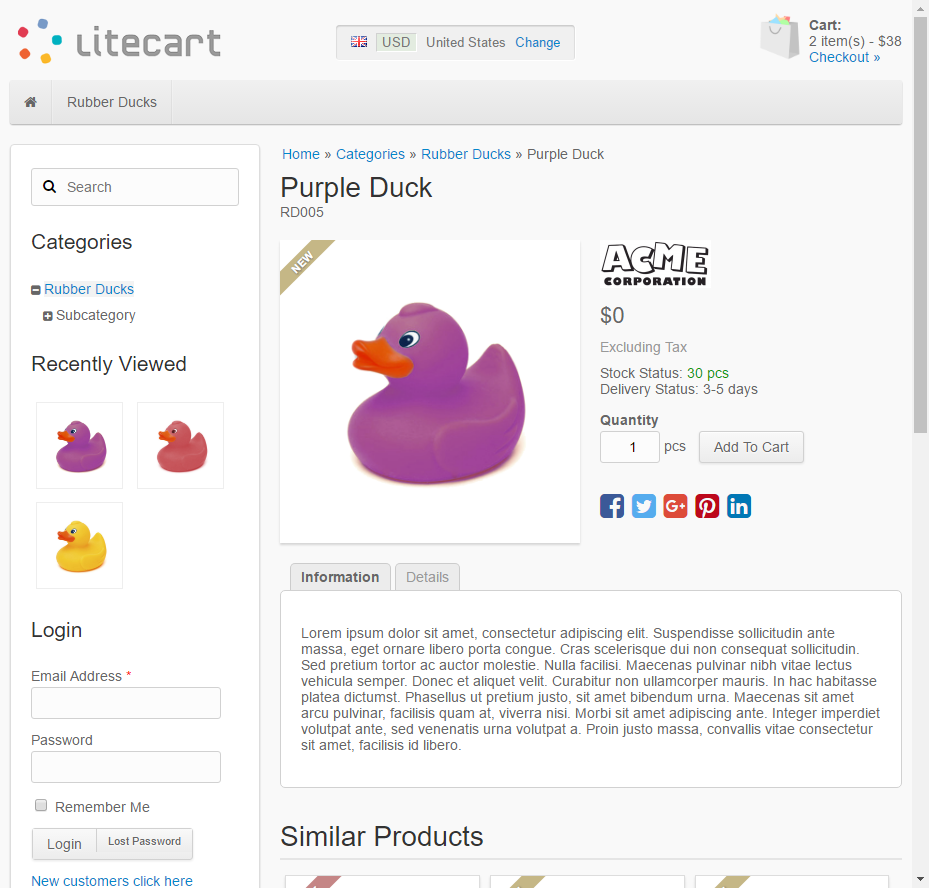 litecart
USD United States Change
Cart:
2 item(s) - $38
Checkout »
Rubber Ducks
Search
Categories
Rubber Ducks
Subcategory
Recently Viewed
Login
Email Address *
Password
Remember Me
Login Lost Password
New customers click here
Home » Categories » Rubber Ducks » Purple Duck
Purple Duck
RD005
NEW
ACME
CORPORATION
$0
Excluding Tax
Stock Status: 30 pcs
Delivery Status: 3-5 days
Quantity
1 pcs Add To Cart
Information Details
Lorem ipsum dolor sit amet, consectetur adipiscing elit. Suspendisse sollicitudin ante
massa, eget ornare libero porta congue. Cras scelerisque dui non consequat sollicitudin.
Sed pretium tortor ac auctor molestie. Nulla facilisi. Maecenas pulvinar nibh vitae lectus
vehicula semper. Donec et aliquet velit. Curabitur non ullamcorper mauris. In hac habitasse
platea dictumst. Phasellus ut pretium justo, sit amet bibendum urna. Maecenas sit amet
arcu pulvinar, facilisis quam at, viverra nisi. Morbi sit amet adipiscing ante. Integer imperdiet
volutpat ante, sed venenatis urna volutpat a. Proin justo massa, convallis vitae consectetur
sit amet, facilisis id libero.
Similar Products